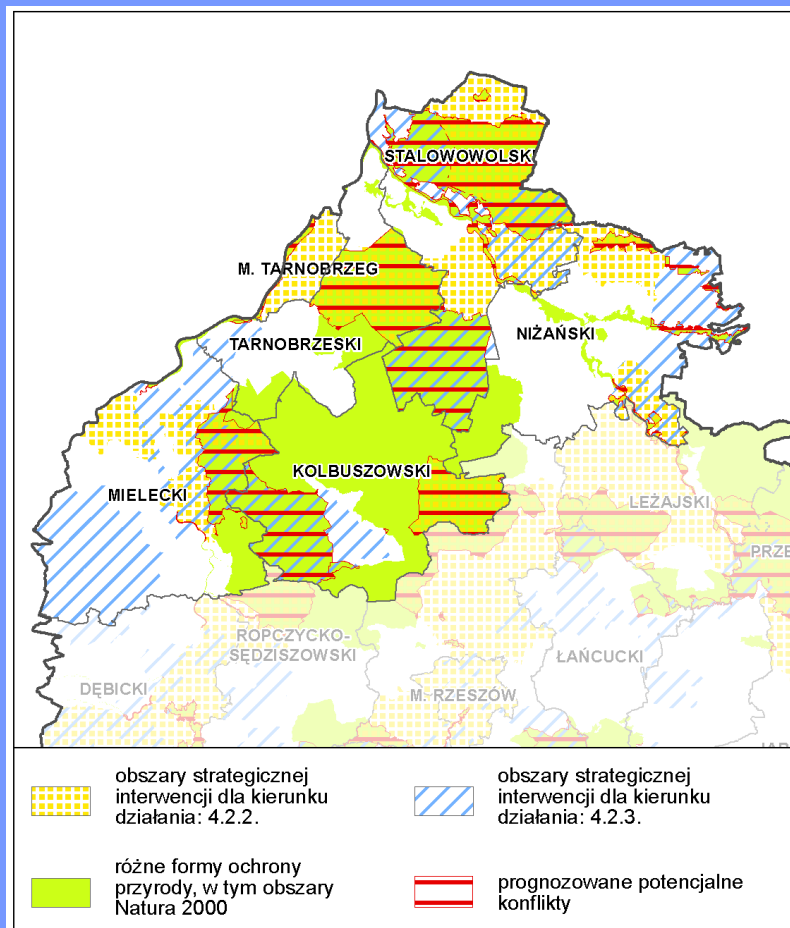 STALOWOWOLSKI
M. TARNOBRZEG
TARNOBRZESKI
NIŻAŃSKI
KOLBUSZOWSKI
MIELECKI
LEŻAJSKI
PRZE
ROPCZYCKO-
SĘDZISZOWSKI
ŁAŃCUCKI
DĘBICKI
M. RZESZÓW
obszary strategicznej
interwencji dla kierunku
działania: 4.2.2.
obszary strategicznej
interwencji dla kierunku
działania: 4.2.3.
różne formy ochrony
przyrody, w tym obszary
Natura 2000
prognozowane potencjalne
konflikty